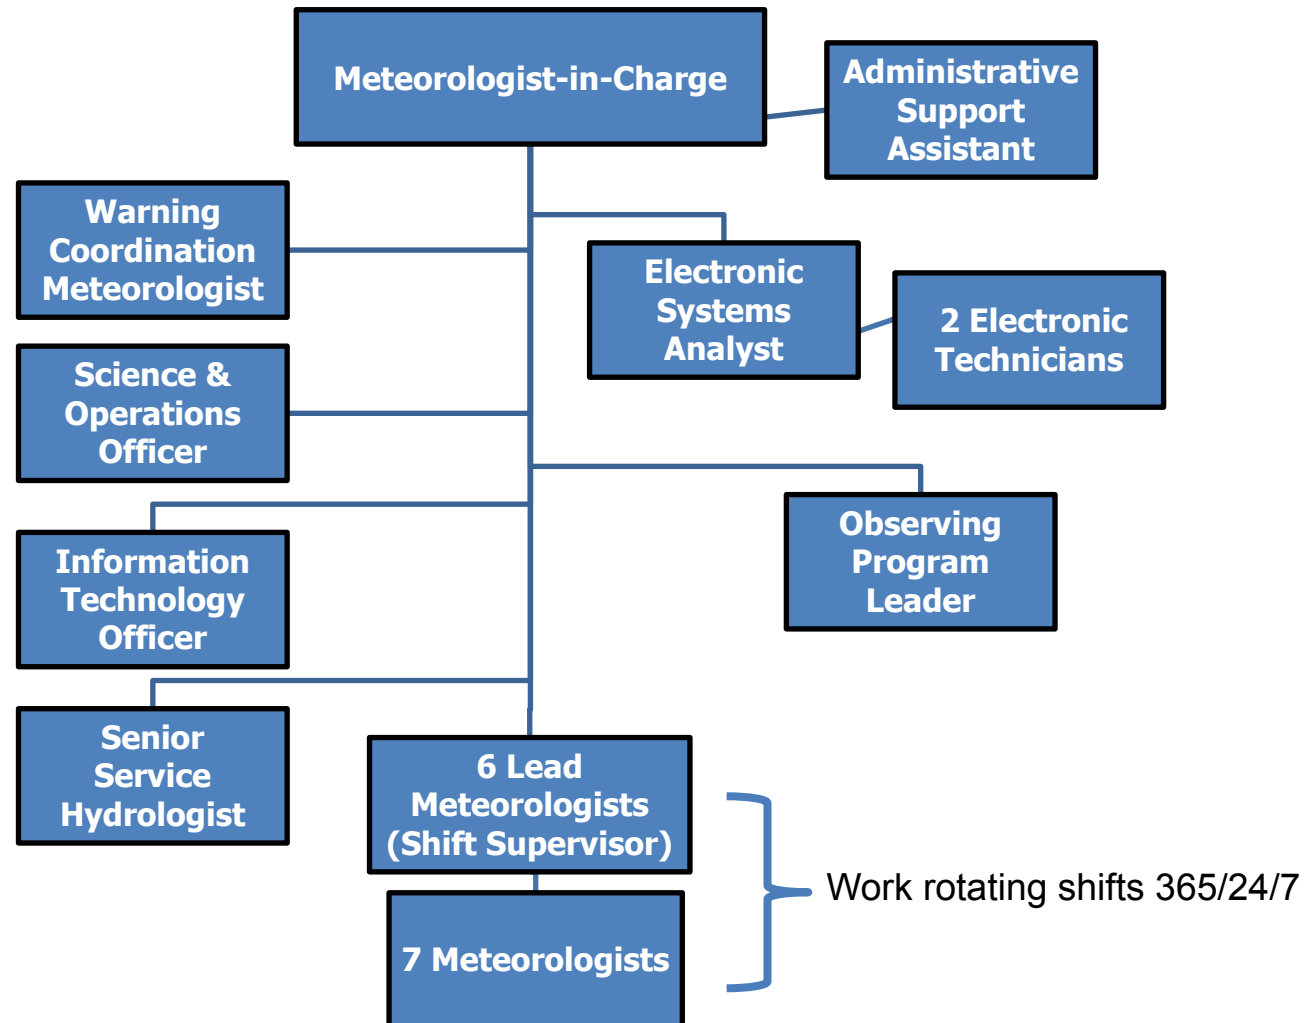 Meteorologist-in-Charge
Administrative
Support
Assistant
Warning
Coordination
Meteorologist
Electronic
Systems
Analyst
2 Electronic
Technicians
Science &
Operations
Officer
Observing
Program
Leader
Information
Technology
Officer
Senior
Service
Hydrologist
6 Lead
Meteorologists
(Shift Supervisor)
Work rotating shifts 365/24/7
7 Meteorologists